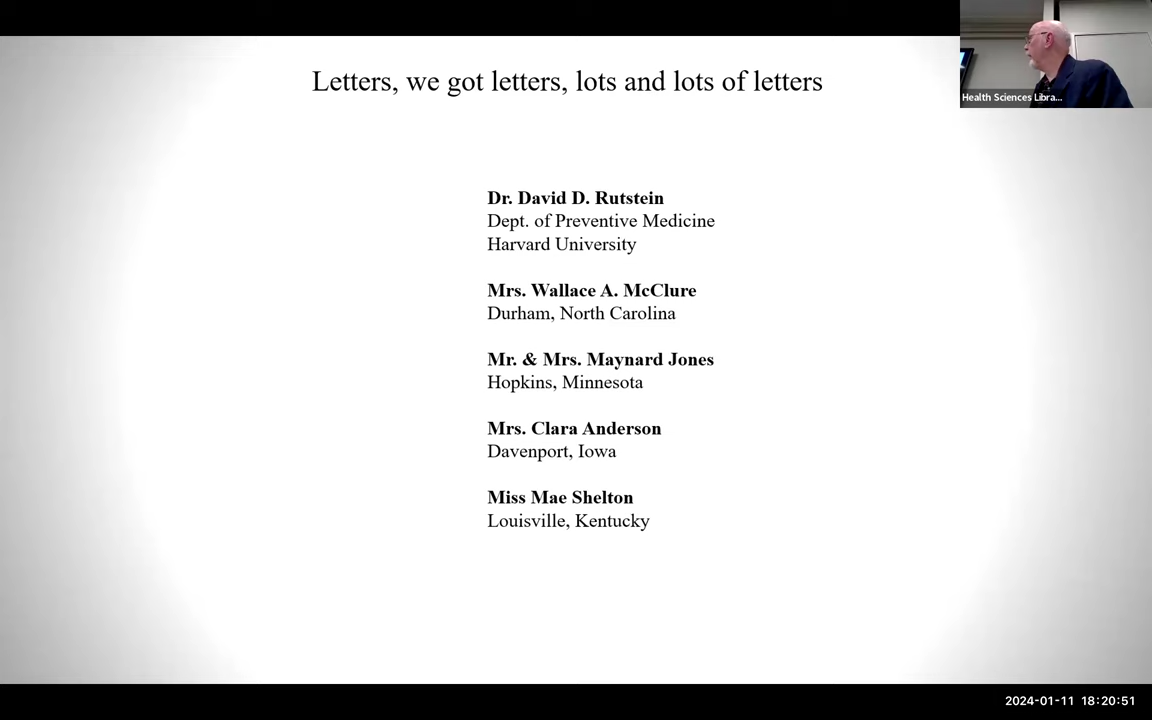 Letters, we got letters, lots and lots of letters
Health Sciences Libra...
Dr. David D. Rutstein
Dept. of Preventive Medicine
Harvard University
Mrs. Wallace A. McClure
Durham, North Carolina
Mr. & Mrs. Maynard Jones
Hopkins, Minnesota
Mrs. Clara Anderson
Davenport, Iowa
Miss Mae Shelton
Louisville, Kentucky
2024-01-11 18:20:51